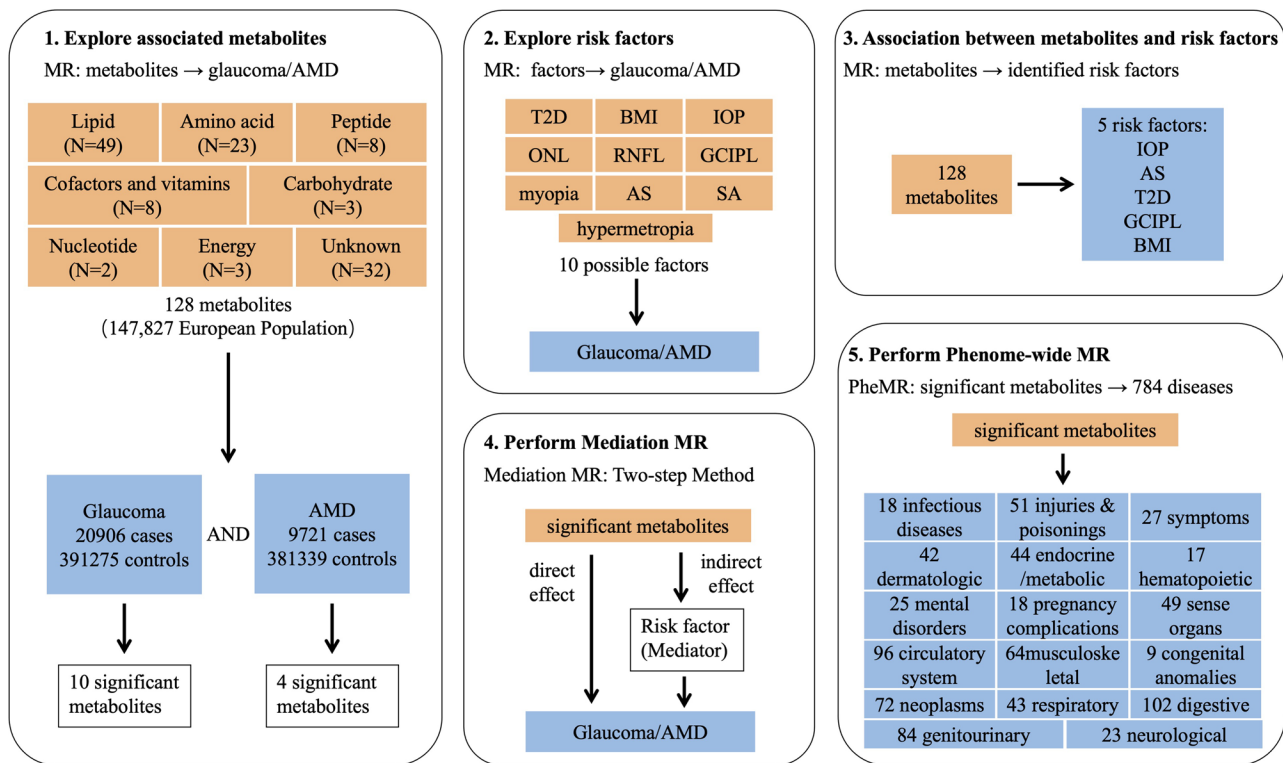 1. Explore associated metabolites
MR: metabolites → glaucoma/AMD
Lipid
(N=49)
Amino acid
(N=23)
Peptide
(N=8)
Cofactors and vitamins
(N=8)
Carbohydrate
(N=3)
Nucleotide
(N=2)
Energy
(N=3)
Unknown
(N=32)
128 metabolites
(147,827 European Population)
Glaucoma
20906 cases
391275 controls
AND
AMD
9721 cases
381339 controls
10 significant
metabolites
4 significant
metabolites
2. Explore risk factors
MR: factors→ glaucoma/AMD
T2D
BMI
IOP
ONL
RNFL
GCIPL
myopia
AS
SA
hypermetropia
10 possible factors
Glaucoma/AMD
3. Association between metabolites and risk factors
MR: metabolites → identified risk factors
128
metabolites
5 risk factors:
IOP
AS
T2D
GCIPL
BMI
4. Perform Mediation MR
Mediation MR: Two-step Method
significant metabolites
direct
effect
indirect
effect
Risk factor
(Mediator)
Glaucoma/AMD
5. Perform Phenome-wide MR
PheMR: significant metabolites → 784 diseases
significant metabolites
18 infectious
diseases
51 injuries &
poisonings
27 symptoms
42
dermatologic
44 endocrine
/metabolic
17
hematopoietic
25 mental
disorders
18 pregnancy
complications
49 sense
organs
96 circulatory
system
64musculoske
letal
9 congenital
anomalies
72 neoplasms
43 respiratory
102 digestive
84 genitourinary
23 neurological